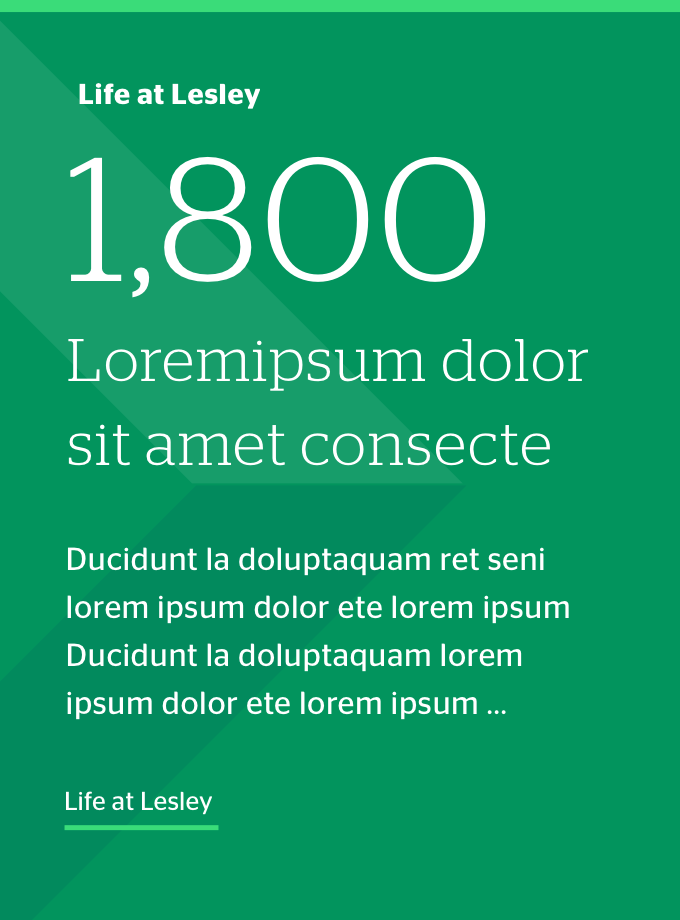 Life at Lesley
1,800
Loremipsum dolor
sit amet consecte
Ducidunt la doluptaquam ret seni
lorem ipsum dolor ete lorem ipsum
Ducidunt la doluptaquam lorem
ipsum dolor ete lorem ipsum ...
Life at Lesley